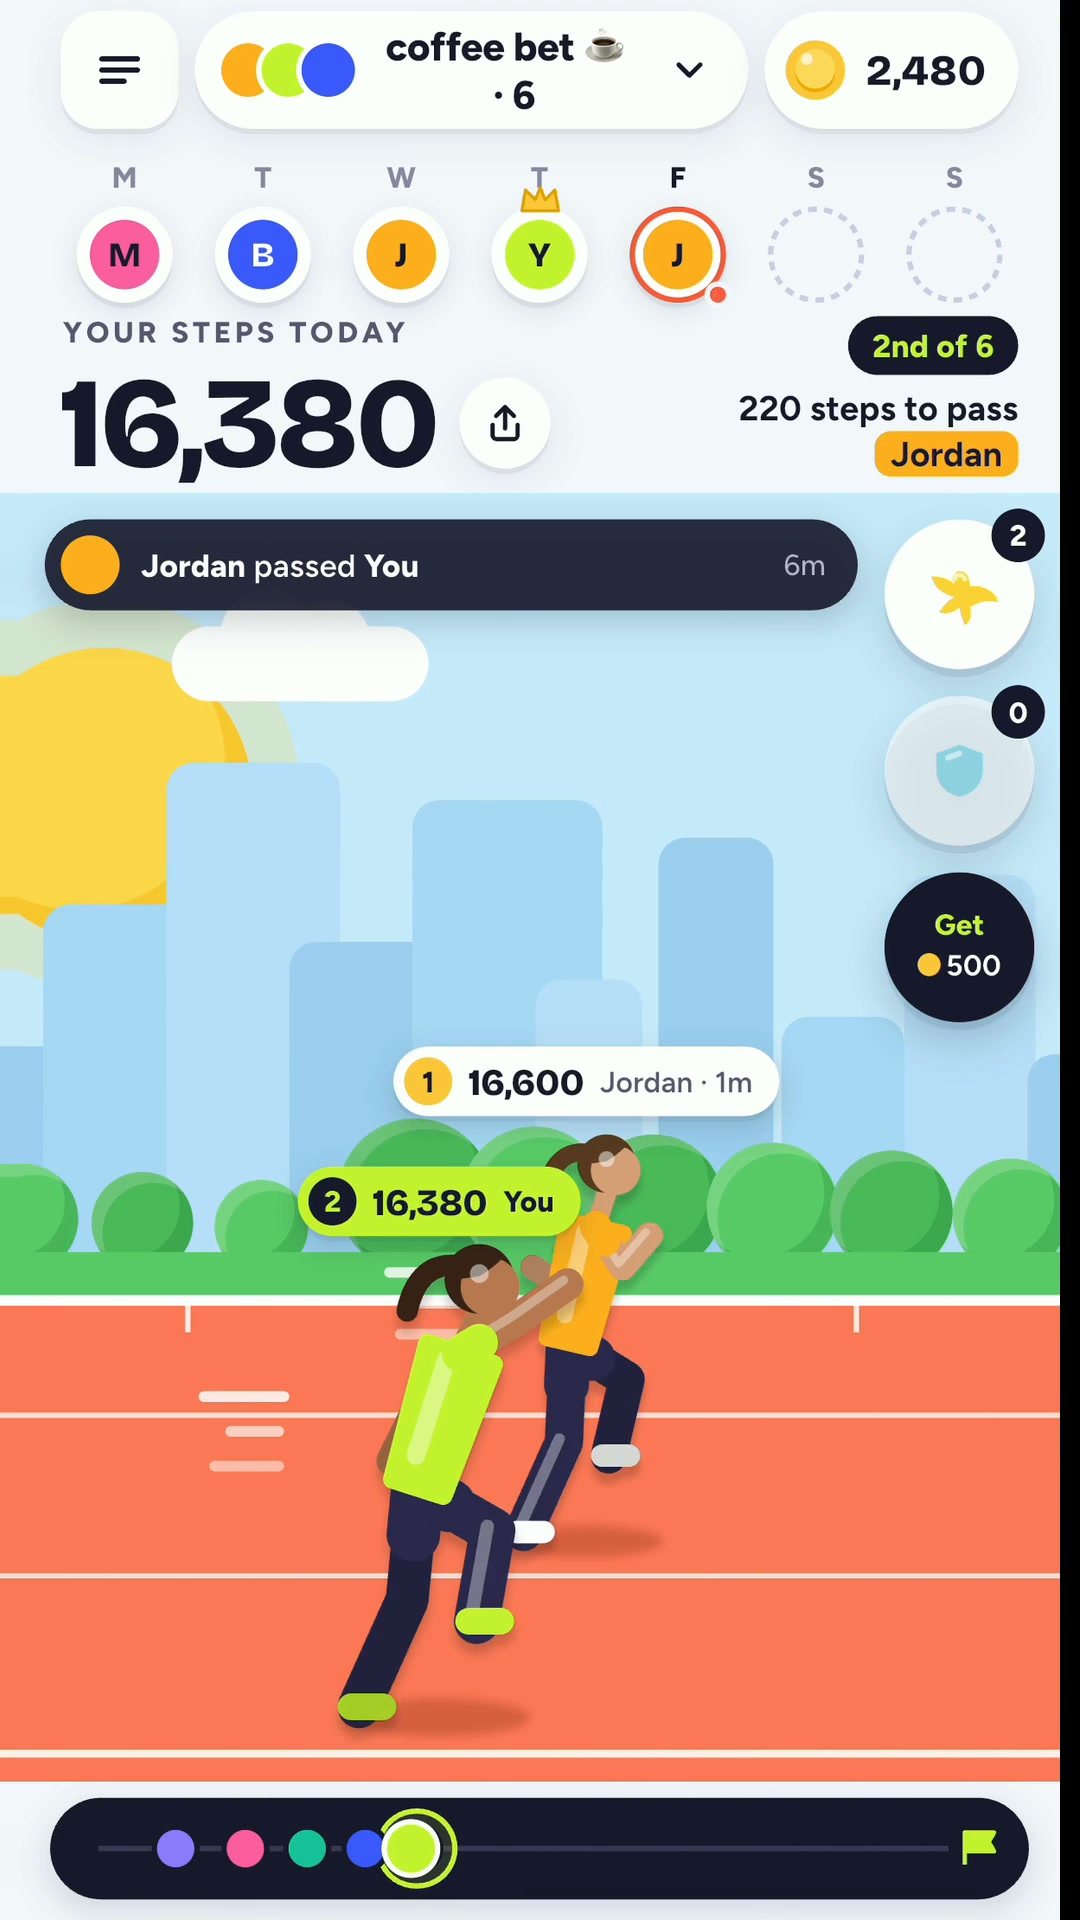 coffee bet ☕
· 6
2,480
M T W T F S S
M B J Y J
YOUR STEPS TODAY
16,380
2nd of 6
220 steps to pass
Jordan
Jordan passed You 6m
2
0
Get
500
1 16,600 Jordan · 1m
2 16,380 You